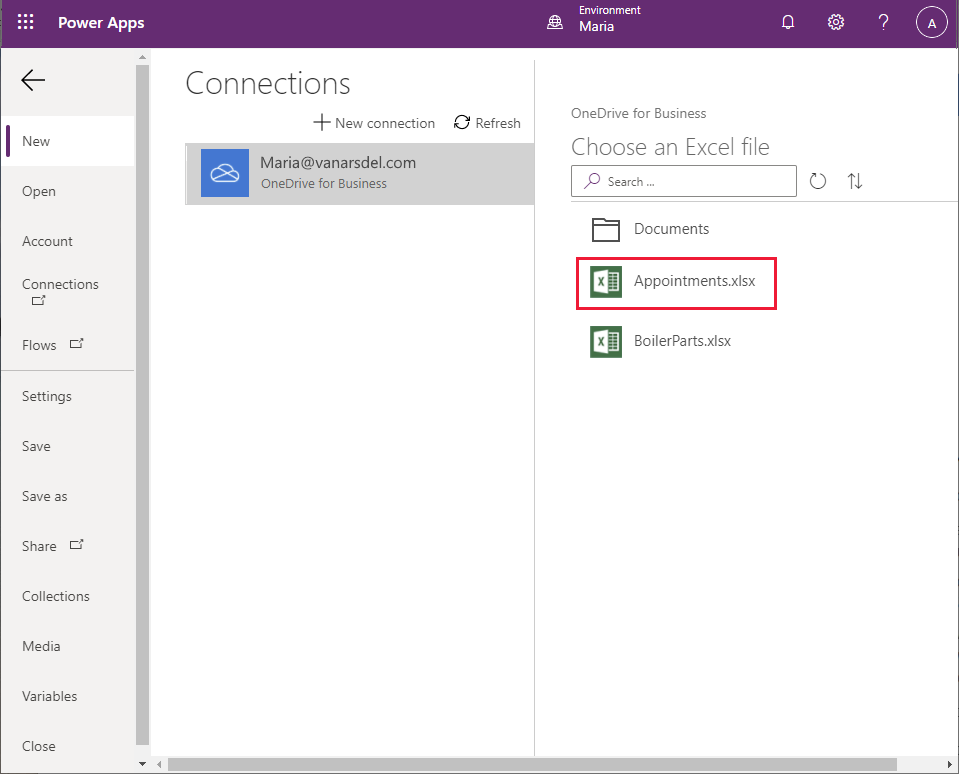 Power Apps
Environment
Maria
?
A
New
Open
Account
Connections
Flows
Settings
Save
Save as
Share
Collections
Media
Variables
Close
Connections
New connection
Refresh
Maria@vanarsdel.com
OneDrive for Business
OneDrive for Business
Choose an Excel file
Search ...
Documents
Appointments.xlsx
BoilerParts.xlsx